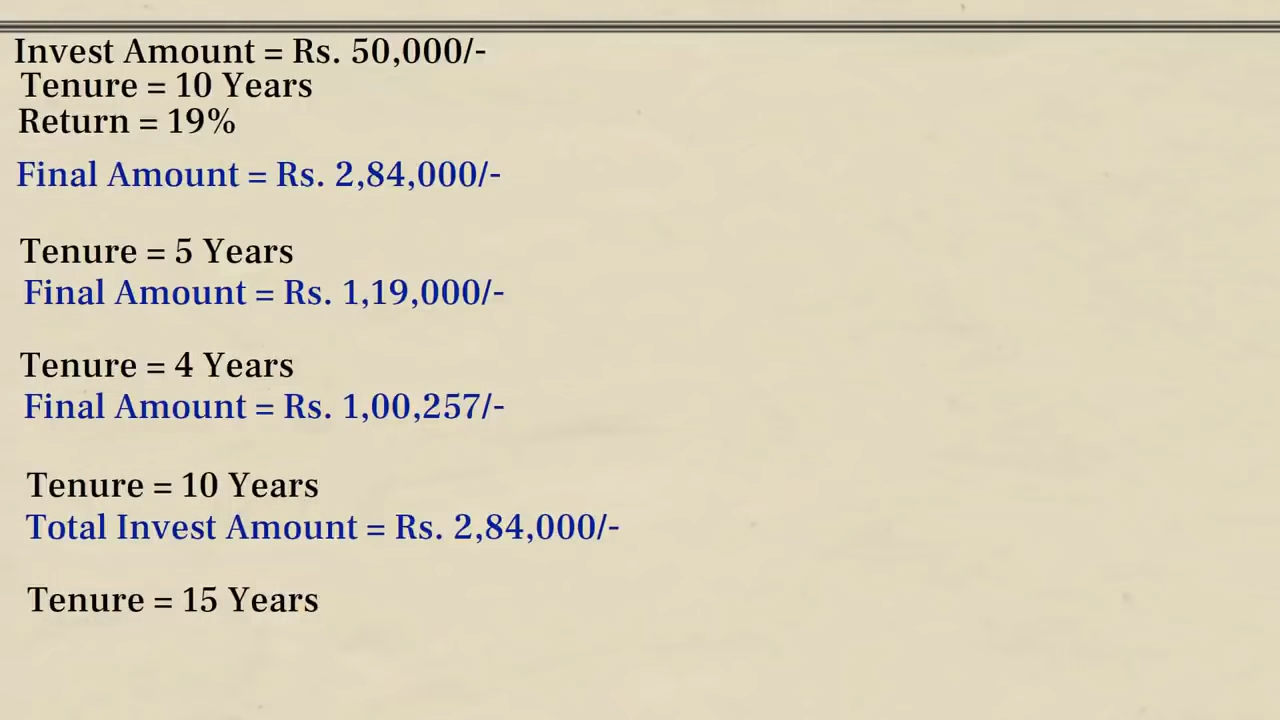 Invest Amount = Rs. 50,000/-
Tenure = 10 Years
Return = 19%
Final Amount = Rs. 2,84,000/-
Tenure = 5 Years
Final Amount = Rs. 1,19,000/-
Tenure = 4 Years
Final Amount = Rs. 1,00,257/-
Tenure = 10 Years
Total Invest Amount = Rs. 2,84,000/-
Tenure = 15 Years